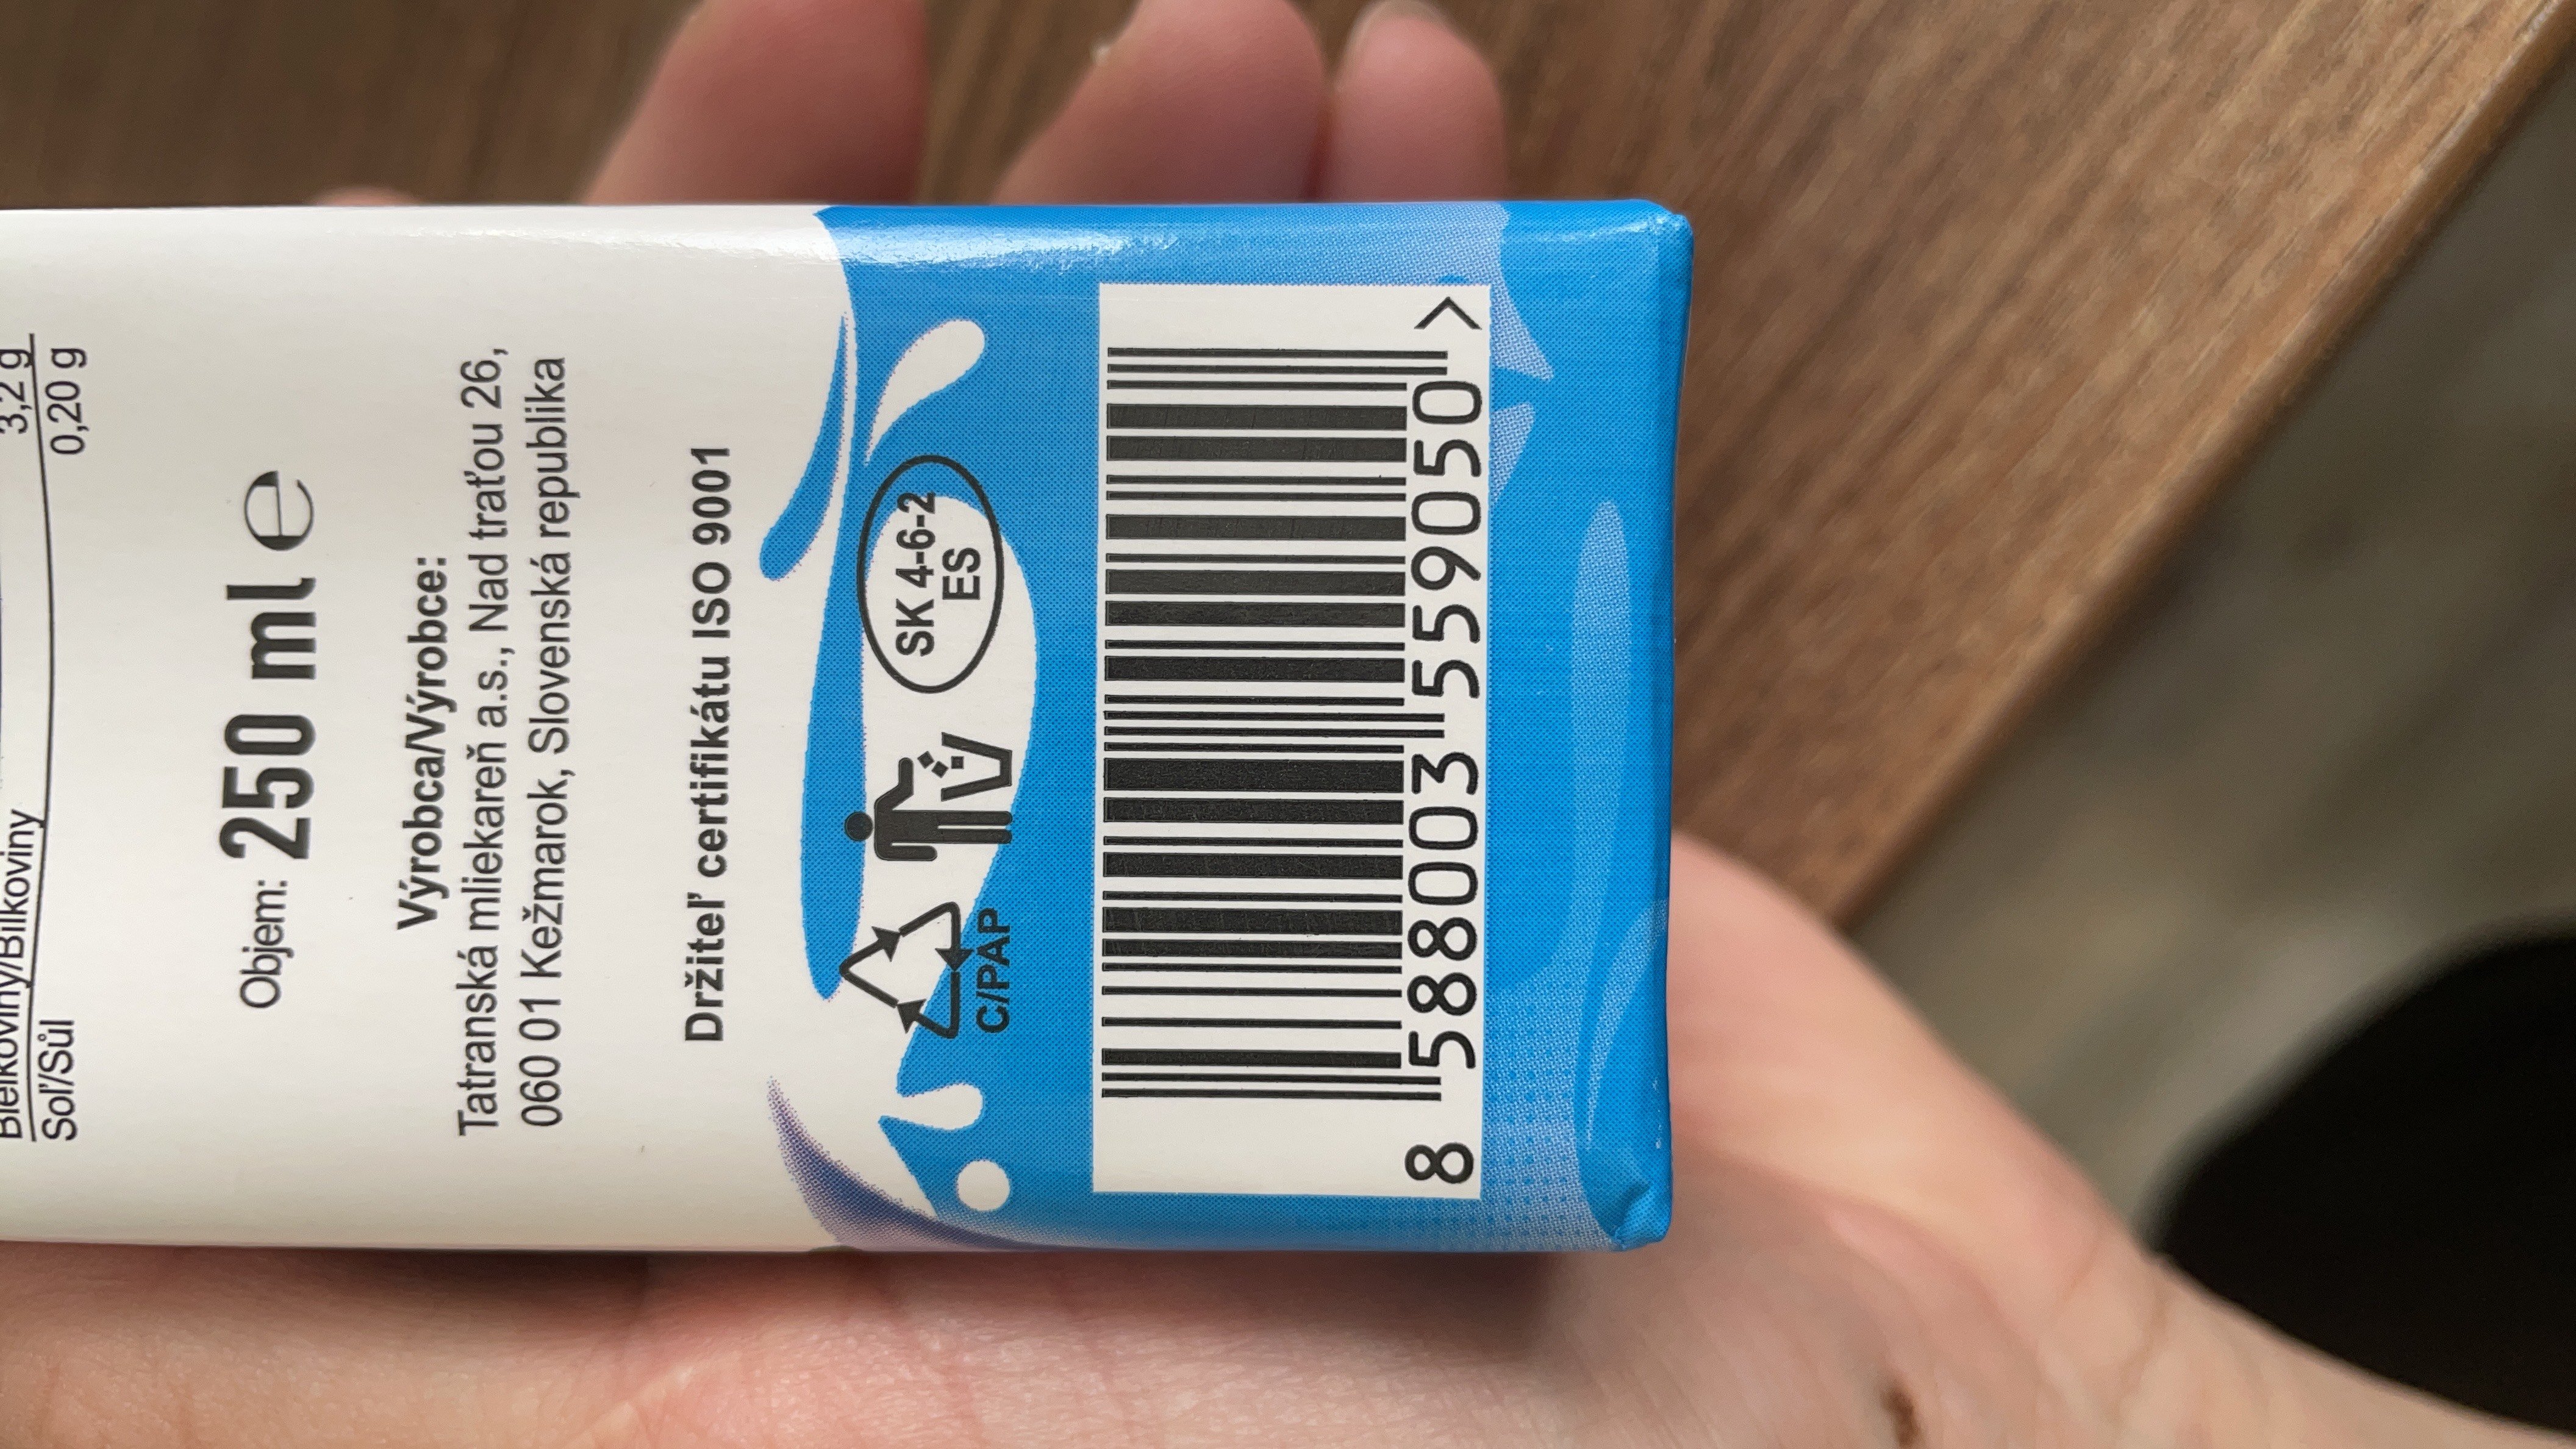 3,2 g
Bielkoviny/Bílkoviny
Soľ/Sůl 0,20 g
Objem: 250 ml ℮
Výrobca/Výrobce:
Tatranská mliekareň a.s., Nad traťou 26,
060 01 Kežmarok, Slovenská republika
Držiteľ certifikátu ISO 9001
C/PAP
SK 4-6-2
ES
8 588003 559050 >